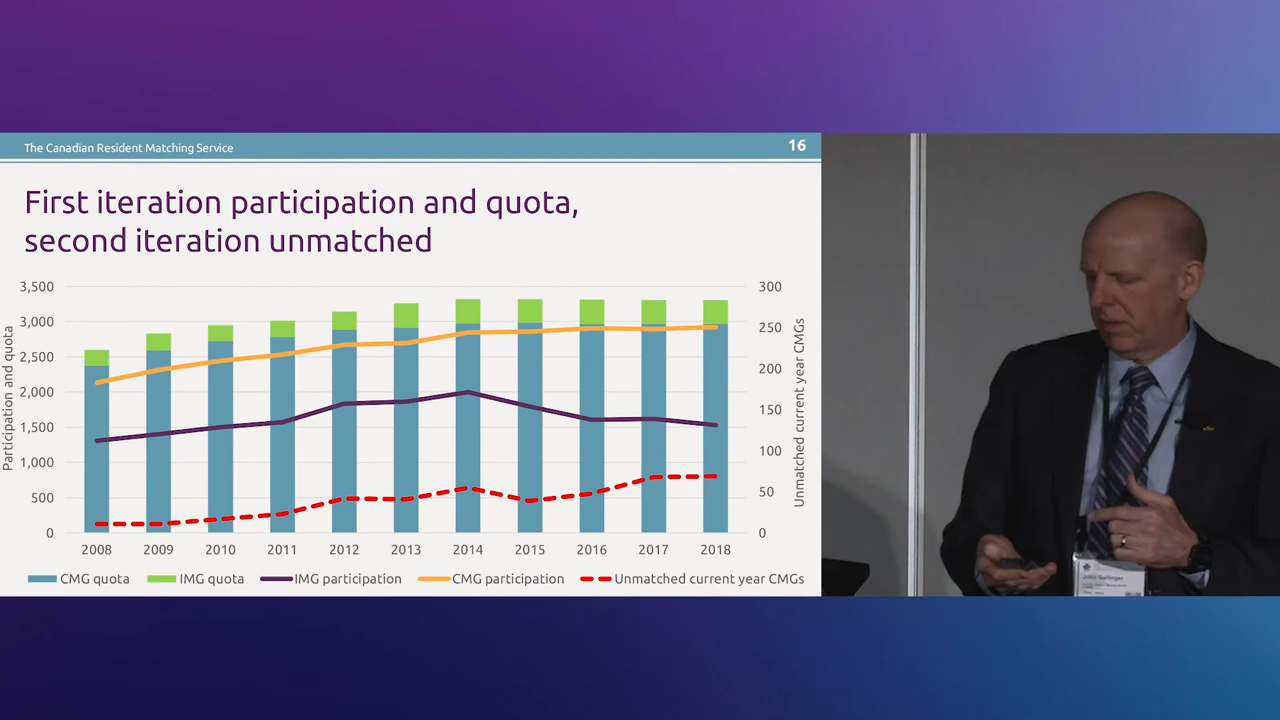 The Canadian Resident Matching Service
16
First iteration participation and quota,
second iteration unmatched
Participation and quota
3,500
3,000
2,500
2,000
1,500
1,000
500
0
300
250
200
150
100
50
0
Unmatched current year CMGs
2008 2009 2010 2011 2012 2013 2014 2015 2016 2017 2018
CMG quota IMG quota IMG participation CMG participation Unmatched current year CMGs
John Gallinger